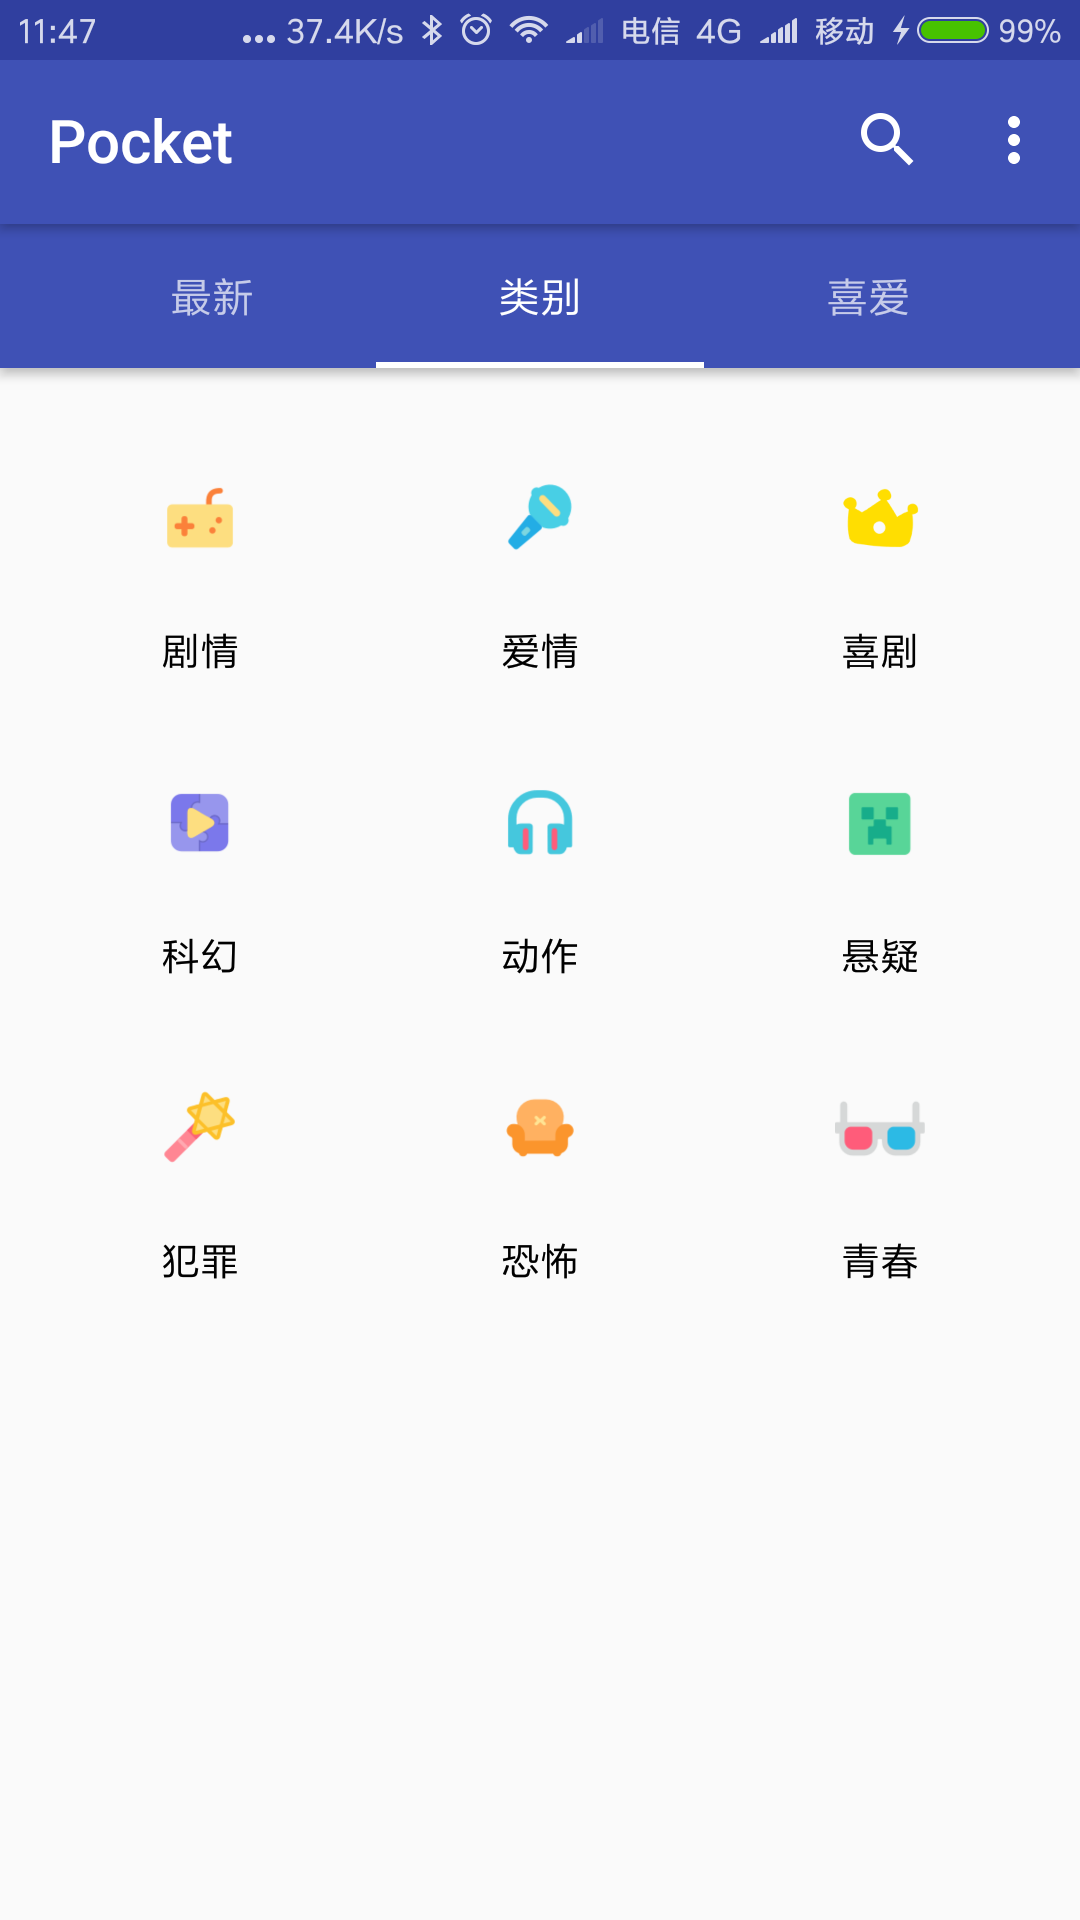 11:47 ... 37.4K/s 电信 4G 移动 99%
Pocket
最新 类别 喜爱
剧情 爱情 喜剧
科幻 动作 悬疑
犯罪 恐怖 青春